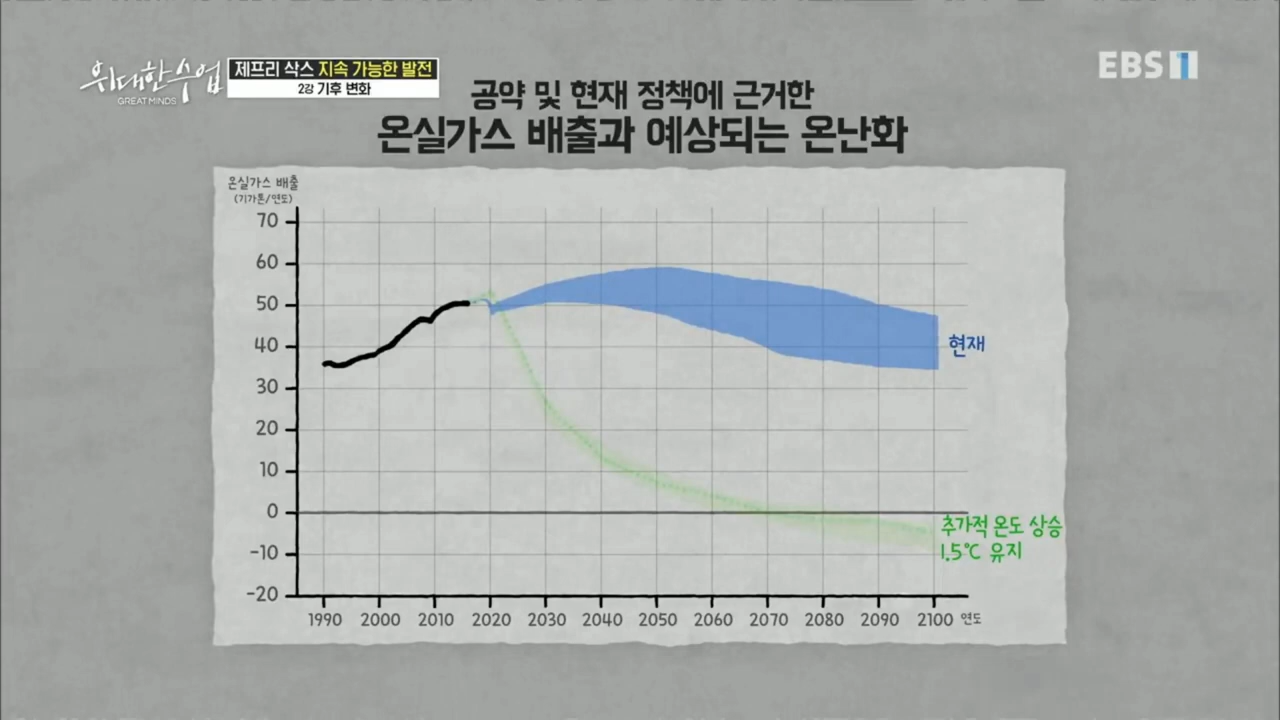 위대한 수업
GREAT MINDS
제프리 삭스 지속 가능한 발전
2강 기후 변화
EBS 1
공약 및 현재 정책에 근거한
온실가스 배출과 예상되는 온난화
온실가스 배출
(기가톤/연도)
70
60
50
40
30
20
10
0
-10
-20
현재
추가적 온도 상승
1.5℃ 유지
1990 2000 2010 2020 2030 2040 2050 2060 2070 2080 2090 2100 연도